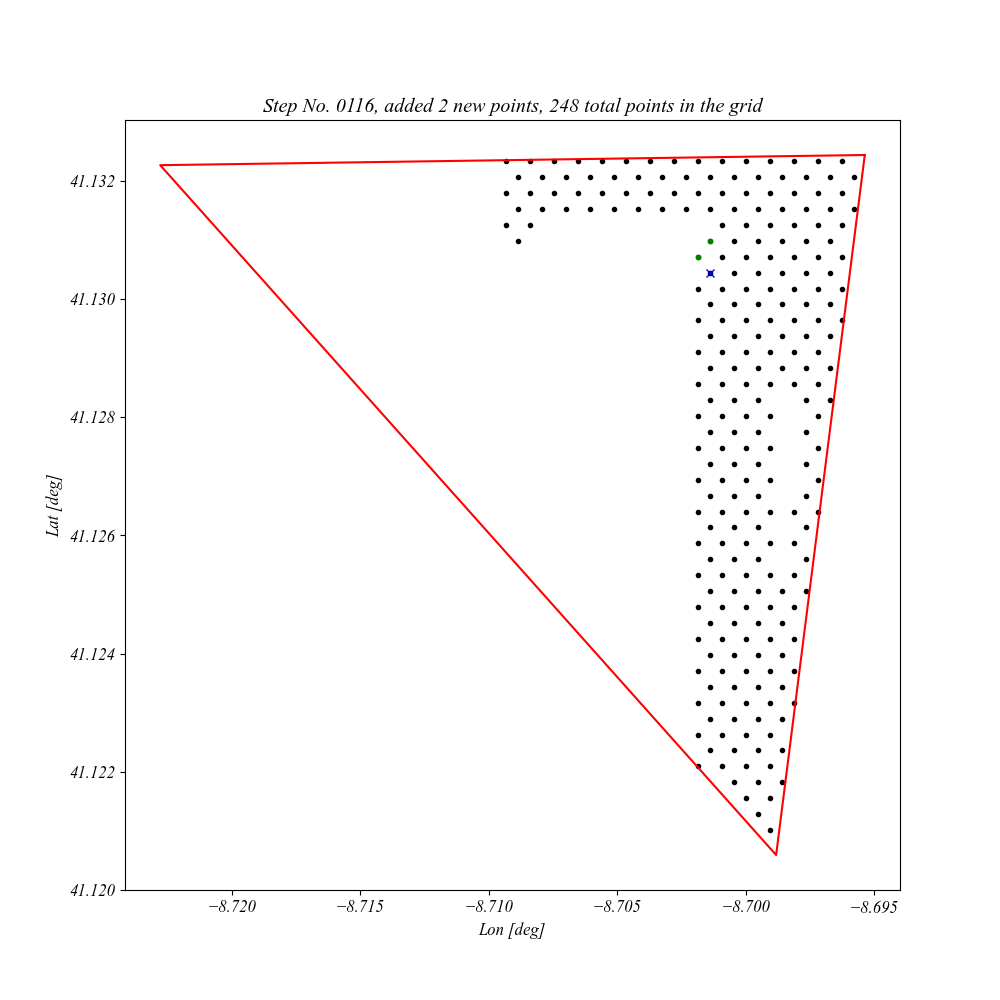 Step No. 0116, added 2 new points, 248 total points in the grid
41.132
41.130
41.128
41.126
41.124
41.122
41.120
Lat [deg]
−8.720 −8.715 −8.710 −8.705 −8.700 −8.695
Lon [deg]